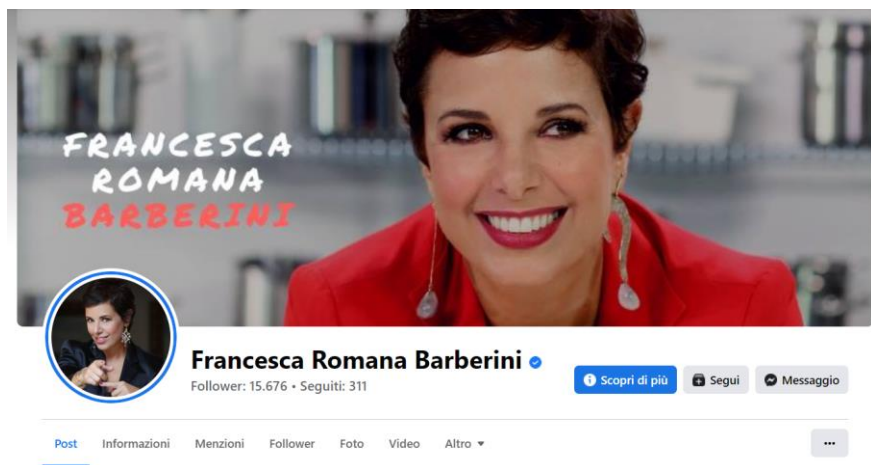 FRANCESCA
ROMANA
BARBERINI
Francesca Romana Barberini
Follower: 15.676 • Seguiti: 311
Scopri di più
Segui
Messaggio
Post Informazioni Menzioni Follower Foto Video Altro